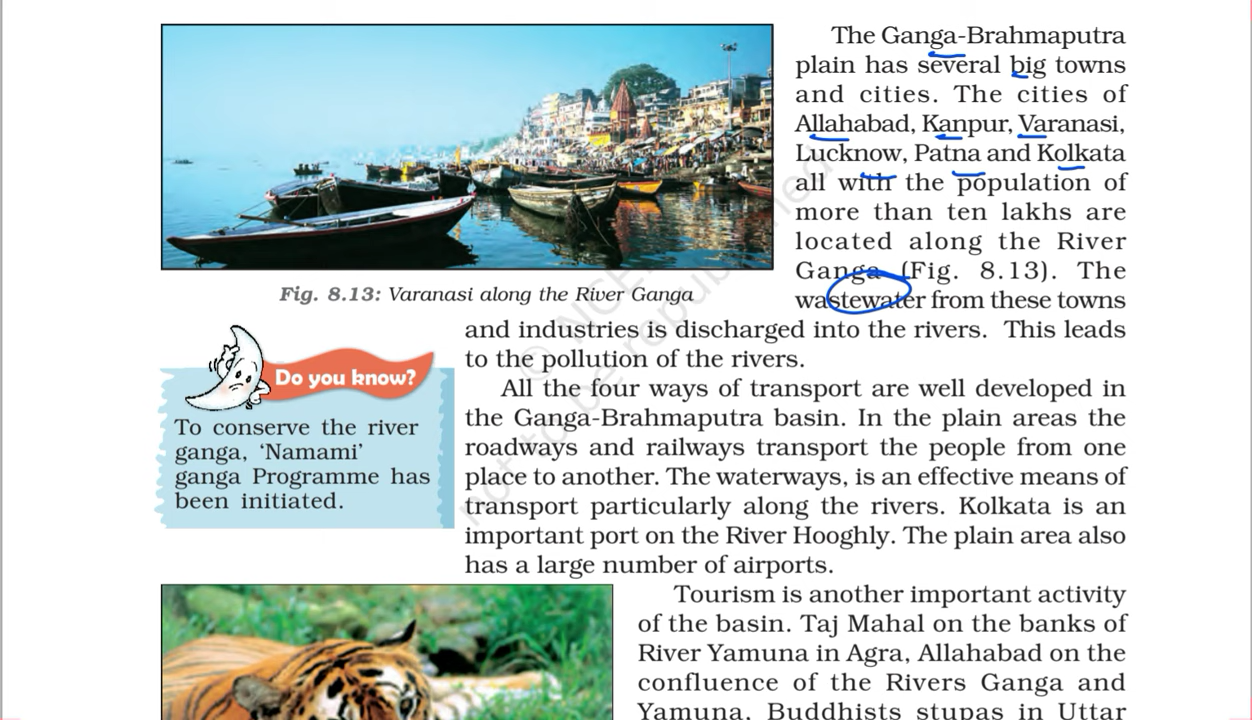 The Ganga-Brahmaputra
plain has several big towns
and cities. The cities of
Allahabad, Kanpur, Varanasi,
Lucknow, Patna and Kolkata
all with the population of
more than ten lakhs are
located along the River
Ganga (Fig. 8.13). The
wastewater from these towns
and industries is discharged into the rivers. This leads
to the pollution of the rivers.
Fig. 8.13: Varanasi along the River Ganga
Do you know?
To conserve the river
ganga, ‘Namami’
ganga Programme has
been initiated.
All the four ways of transport are well developed in
the Ganga-Brahmaputra basin. In the plain areas the
roadways and railways transport the people from one
place to another. The waterways, is an effective means of
transport particularly along the rivers. Kolkata is an
important port on the River Hooghly. The plain area also
has a large number of airports.
Tourism is another important activity
of the basin. Taj Mahal on the banks of
River Yamuna in Agra, Allahabad on the
confluence of the Rivers Ganga and
Yamuna, Buddhists stupas in Uttar